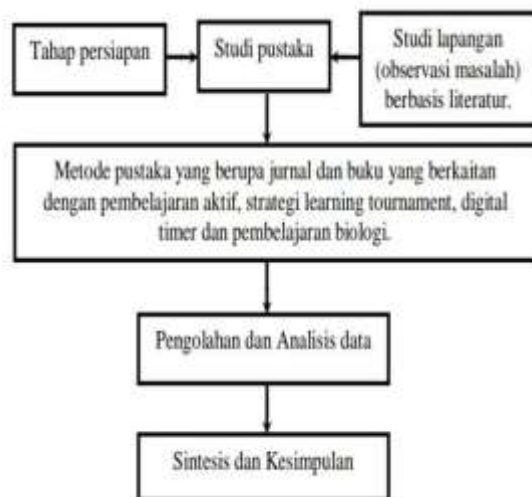 Tahap persiapan
Studi pustaka
Studi lapangan
(observasi masalah)
berbasis literatur.
Metode pustaka yang berupa jurnal dan buku yang berkaitan
dengan pembelajaran aktif, strategi learning tournament, digital
timer dan pembelajaran biologi.
Pengolahan dan Analisis data
Sintesis dan Kesimpulan